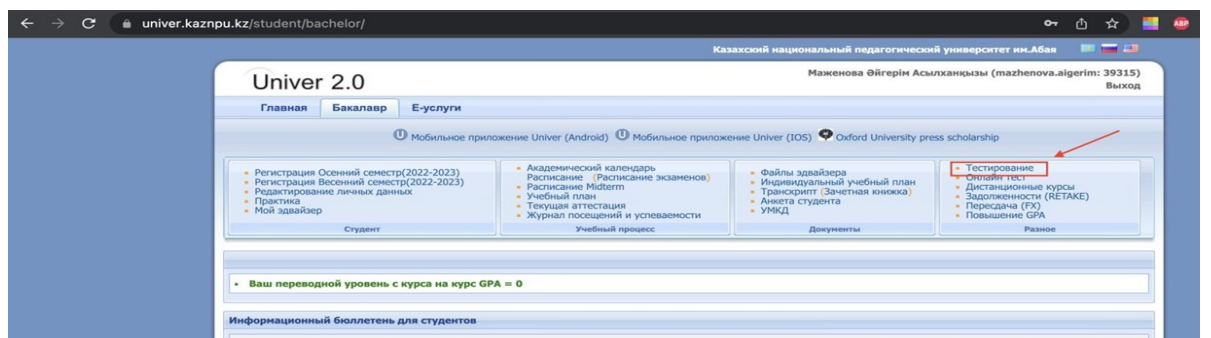 univer.kaznpu.kz/student/bachelor/
ABP
Казахский национальный педагогический университет им.Абая
Univer 2.0
Маженова Әйгерім Асылханқызы (mazhenova.aigerim: 39315)
Выход
Главная Бакалавр Е-услуги
Мобильное приложение Univer (Android) Мобильное приложение Univer (IOS) Oxford University press scholarship
Регистрация Осенний семестр(2022-2023)
Регистрация Весенний семестр(2022-2023)
Редактирование личных данных
Практика
Мой эдвайзер
Студент
Академический календарь
Расписание (Расписание экзаменов)
Расписание Midterm
Учебный план
Текущая аттестация
Журнал посещений и успеваемости
Учебный процесс
Файлы эдвайзера
Индивидуальный учебный план
Транскрипт (Зачетная книжка)
Анкета студента
УМКД
Документы
Тестирование
Онлайн тест
Дистанционные курсы
Задолженности (RETAKE)
Пересдача (FX)
Повышение GPA
Разное
Ваш переводной уровень с курса на курс GPA = 0
Информационный бюллетень для студентов